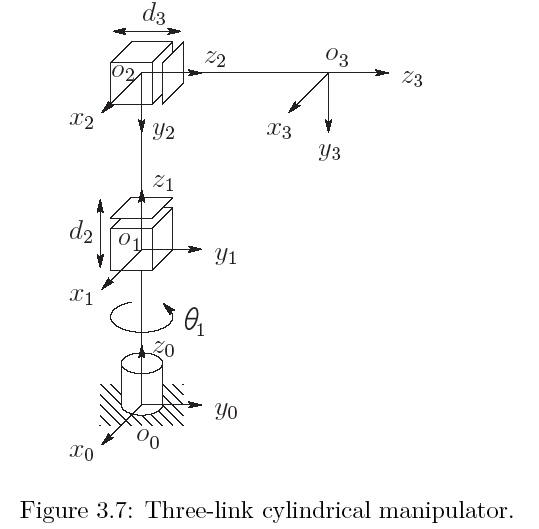 d3
o2 z2 o3 z3
x2 y2 x3 y3
z1
d2 o1 y1
x1
θ1
z0
y0
x0 o0
Figure 3.7: Three-link cylindrical manipulator.